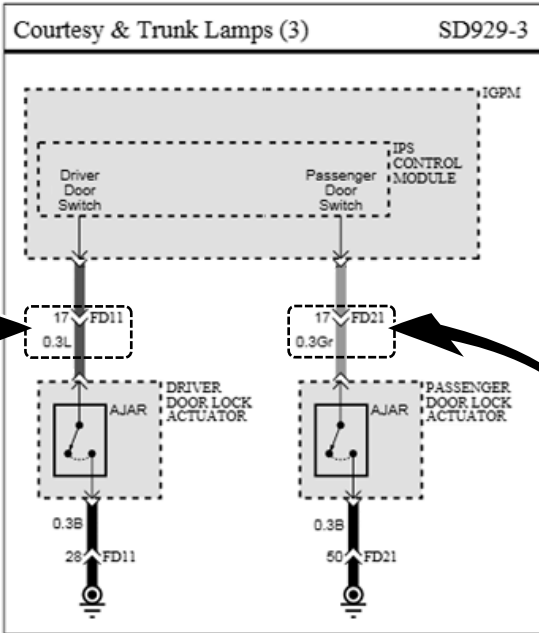 Courtesy & Trunk Lamps (3) SD929-3
IGPM
IPS
CONTROL
MODULE
Driver
Door
Switch
Passenger
Door
Switch
17 FD11
0.3L
17 FD21
0.3Gr
DRIVER
DOOR LOCK
ACTUATOR
AJAR
PASSENGER
DOOR LOCK
ACTUATOR
AJAR
0.3B
28 FD11
0.3B
50 FD21